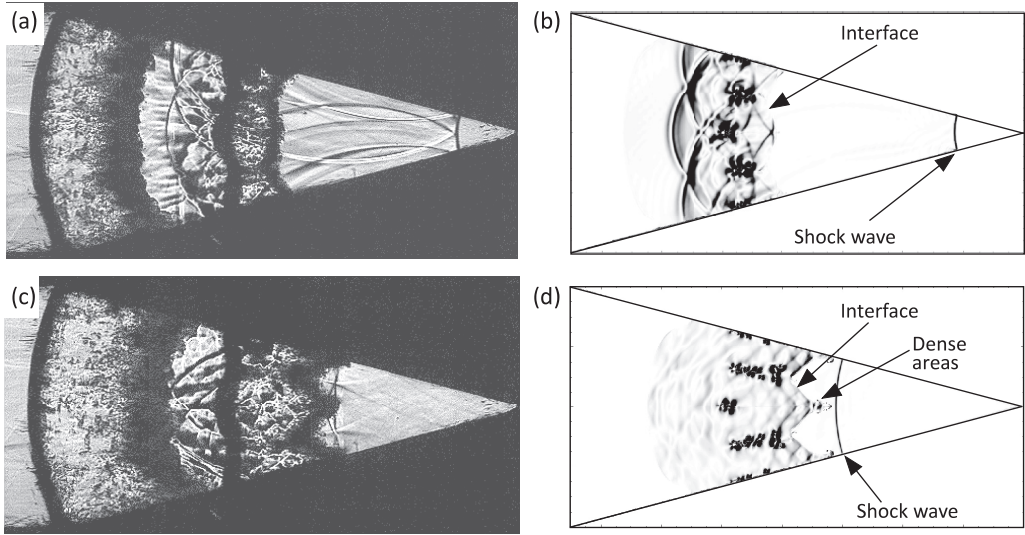 (a)
(b)
Interface
Shock wave
(c)
(d)
Interface
Dense
areas
Shock wave